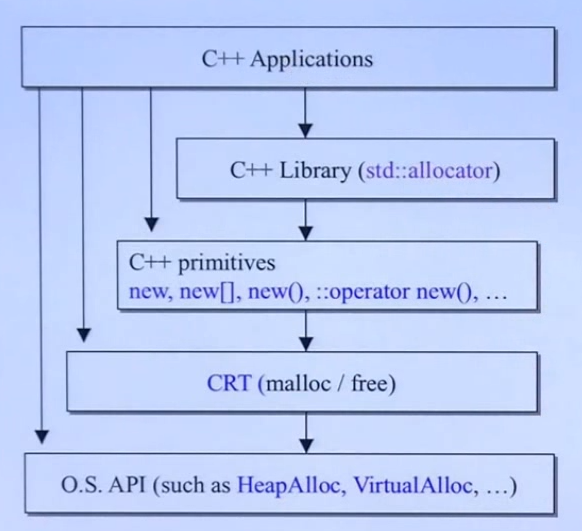 C++ Applications
C++ Library (std::allocator)
C++ primitives
new, new[], new(), ::operator new(), …
CRT (malloc / free)
O.S. API (such as HeapAlloc, VirtualAlloc, …)